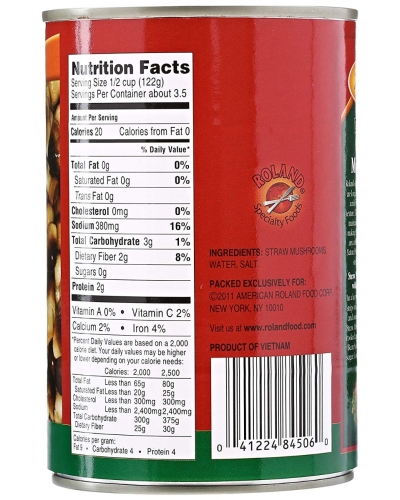 Nutrition Facts
Serving Size 1/2 cup (122g)
Servings Per Container about 3.5
Amount Per Serving
Calories 20 Calories from Fat 0
% Daily Value*
Total Fat 0g 0%
Saturated Fat 0g 0%
Trans Fat 0g
Cholesterol 0mg 0%
Sodium 380mg 16%
Total Carbohydrate 3g 1%
Dietary Fiber 2g 8%
Sugars 0g
Protein 2g
Vitamin A 0% • Vitamin C 2%
Calcium 2% • Iron 4%
*Percent Daily Values are based on a 2,000
calorie diet. Your daily values may be higher
or lower depending on your calorie needs:
Calories: 2,000 2,500
Total Fat Less than 65g 80g
Saturated Fat Less than 20g 25g
Cholesterol Less than 300mg 300mg
Sodium Less than 2,400mg 2,400mg
Total Carbohydrate 300g 375g
Dietary Fiber 25g 30g
Calories per gram:
Fat 9 • Carbohydrate 4 • Protein 4
ROLAND®
Specialty Foods
INGREDIENTS: STRAW MUSHROOMS,
WATER, SALT
PACKED EXCLUSIVELY FOR:
©2011 AMERICAN ROLAND FOOD CORP.
NEW YORK, NY 10010
Visit us at www.rolandfood.com
PRODUCT OF VIETNAM
0 41224 84506 0